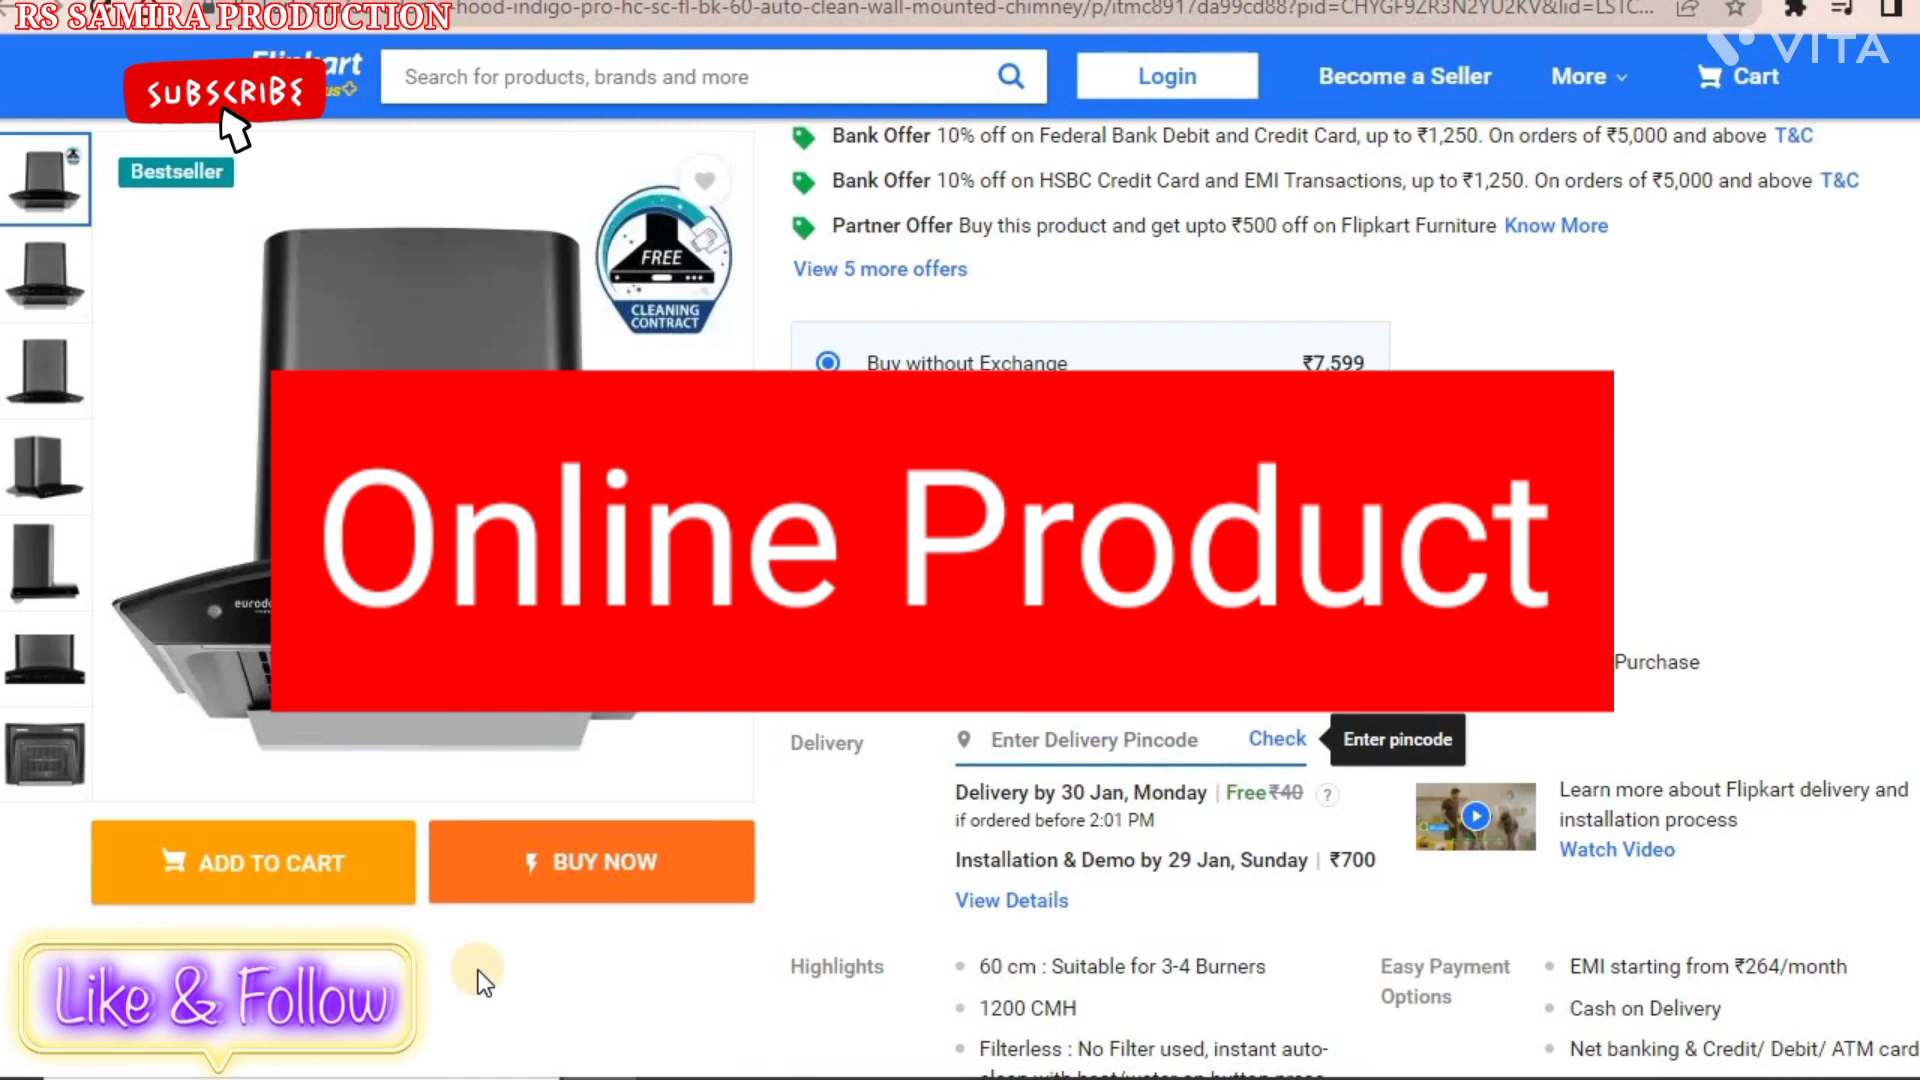 RS SAMIRA PRODUCTION
-hood-indigo-pro-hc-sc-fl-bk-60-auto-clean-wall-mounted-chimney/p/itmc8917da99cd88?pid=CHYGF9ZR3N2YU2KV&lid=LSTC...
VITA
SUBSCRIBE
Search for products, brands and more
Login
Become a Seller
More
Cart
Bestseller
FREE
CLEANING
CONTRACT
Bank Offer 10% off on Federal Bank Debit and Credit Card, up to ₹1,250. On orders of ₹5,000 and above T&C
Bank Offer 10% off on HSBC Credit Card and EMI Transactions, up to ₹1,250. On orders of ₹5,000 and above T&C
Partner Offer Buy this product and get upto ₹500 off on Flipkart Furniture Know More
View 5 more offers
Buy without Exchange ₹7,599
Online Product
Purchase
Delivery
Enter Delivery Pincode Check
Enter pincode
Delivery by 30 Jan, Monday | Free ₹40 ?
if ordered before 2:01 PM
Installation & Demo by 29 Jan, Sunday | ₹700
View Details
Learn more about Flipkart delivery and
installation process
Watch Video
ADD TO CART
BUY NOW
Like & Follow
Highlights
60 cm : Suitable for 3-4 Burners
1200 CMH
Filterless : No Filter used, instant auto-
Easy Payment
Options
EMI starting from ₹264/month
Cash on Delivery
Net banking & Credit/ Debit/ ATM card